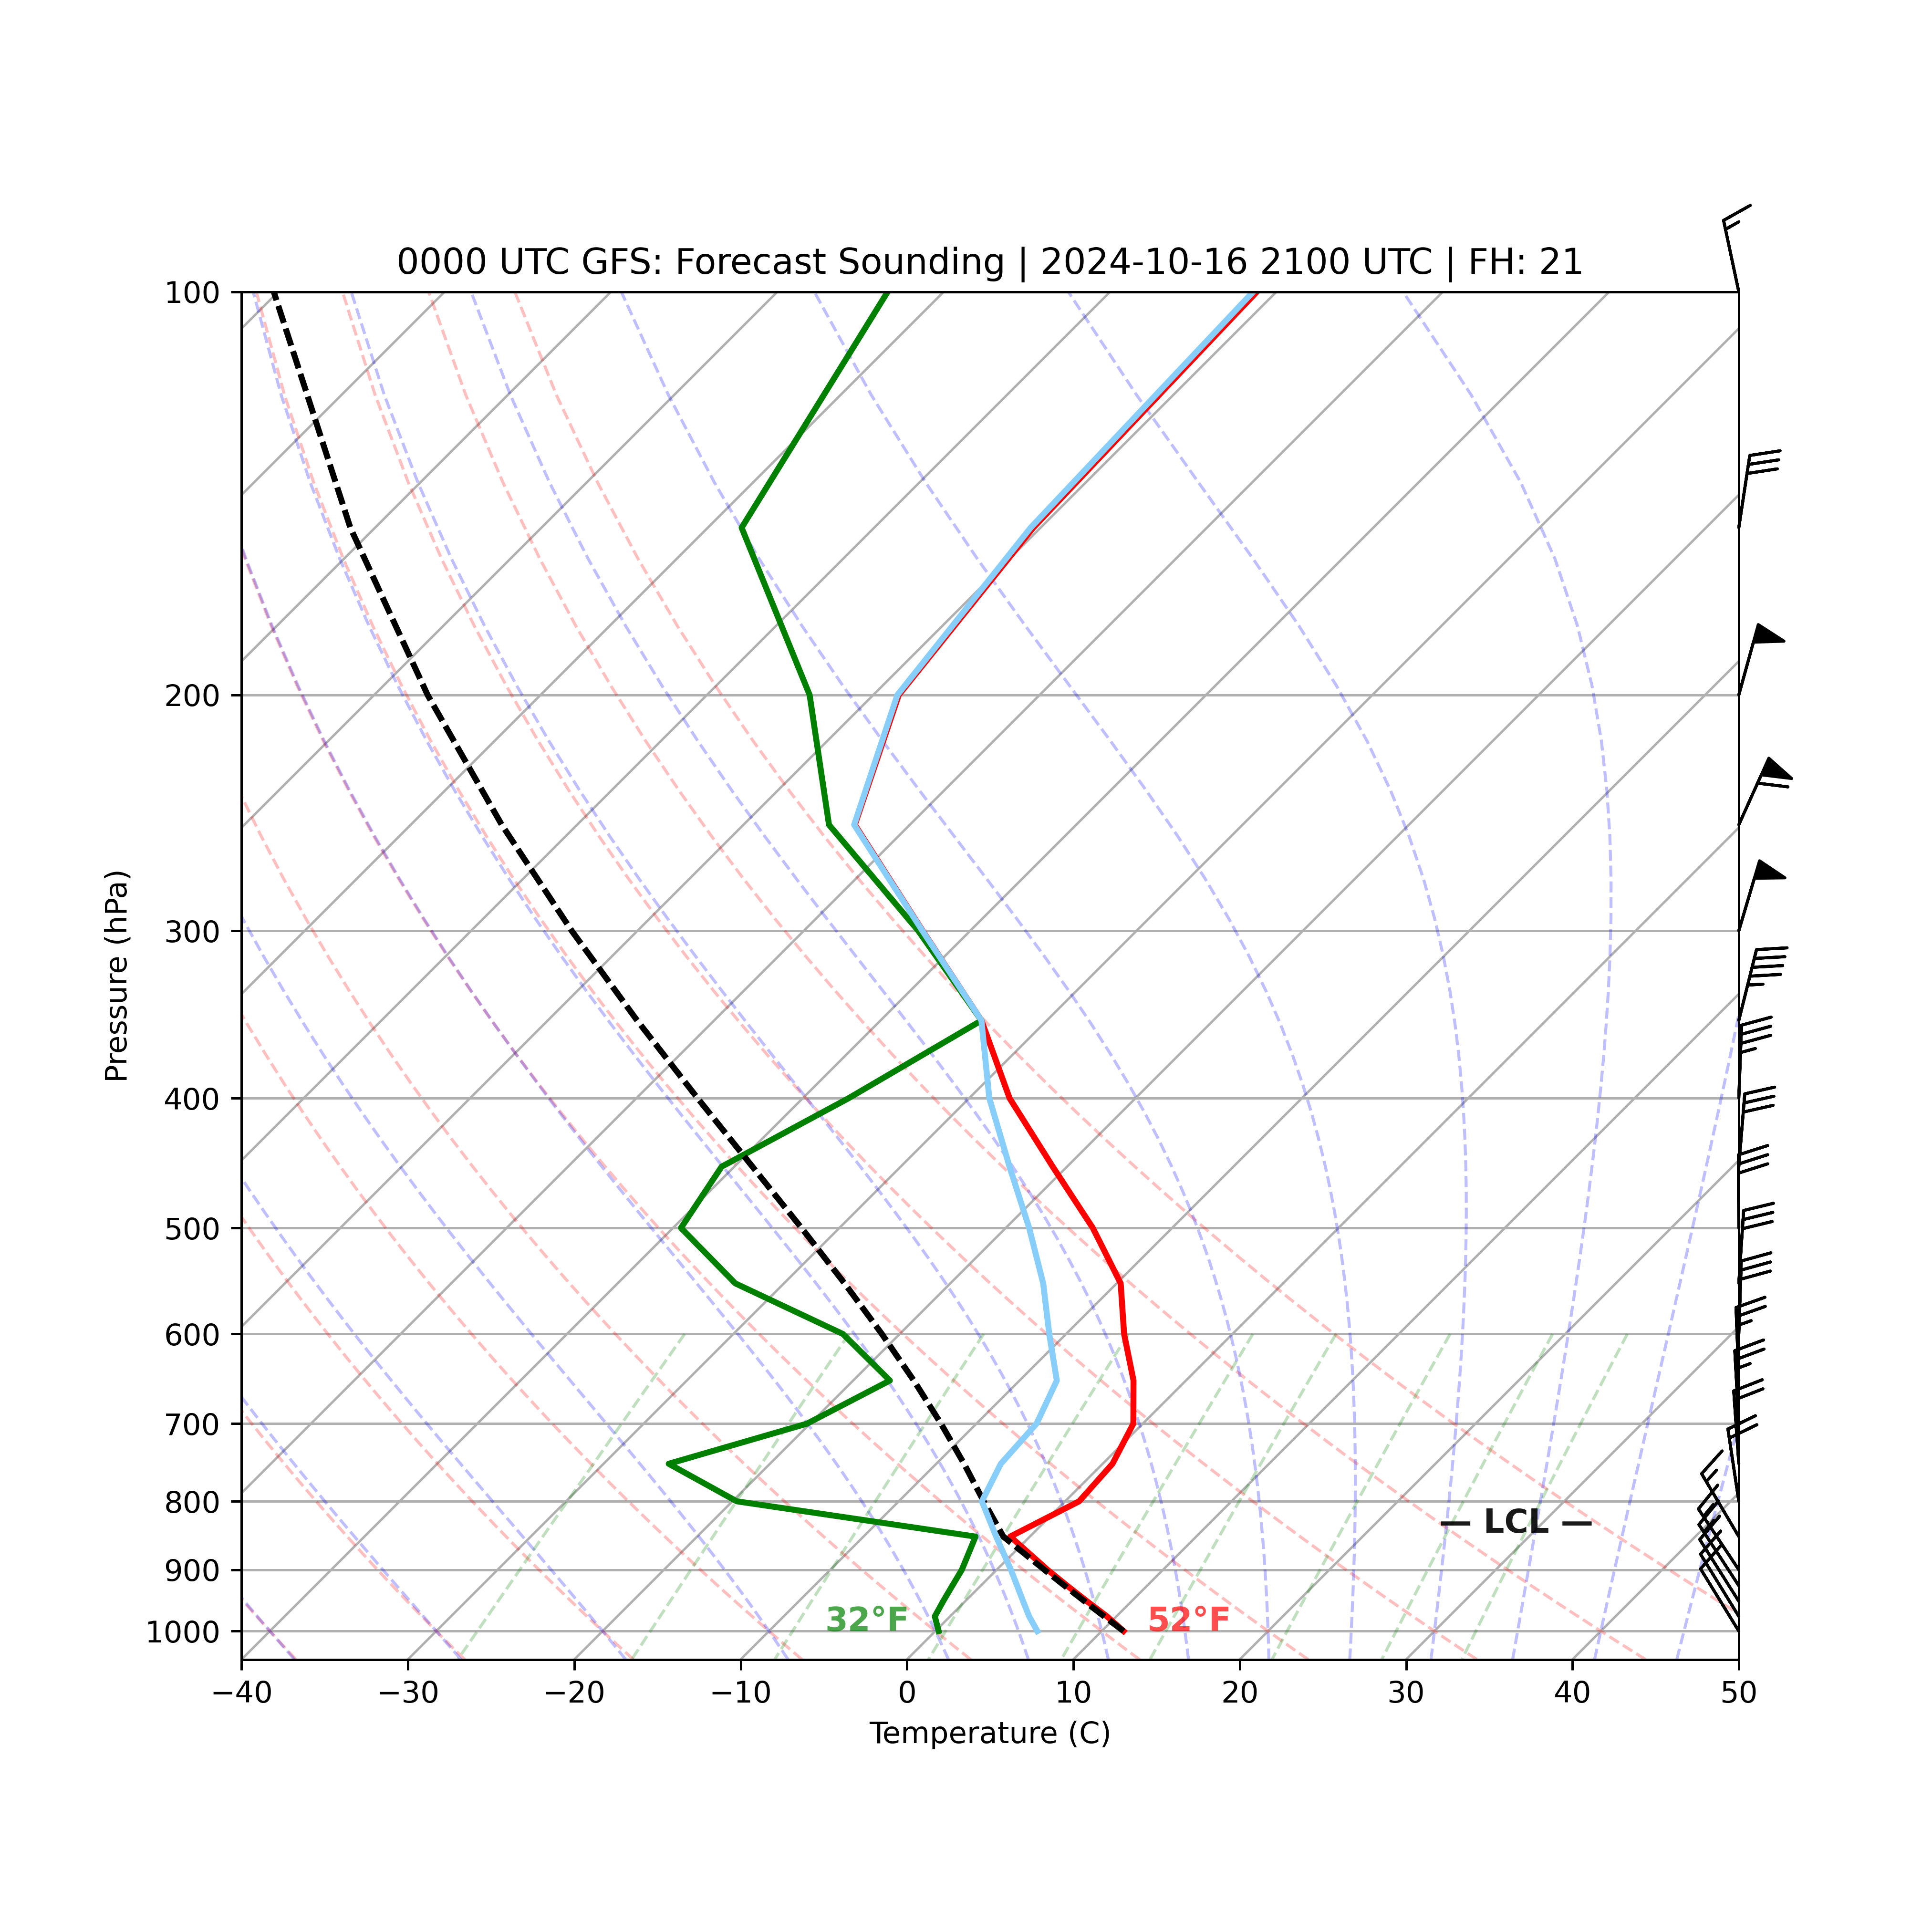 0000 UTC GFS: Forecast Sounding | 2024-10-16 2100 UTC | FH: 21
100
200
300
400
500
600
700
800
900
1000
Pressure (hPa)
— LCL —
32°F
52°F
−40 −30 −20 −10 0 10 20 30 40 50
Temperature (C)